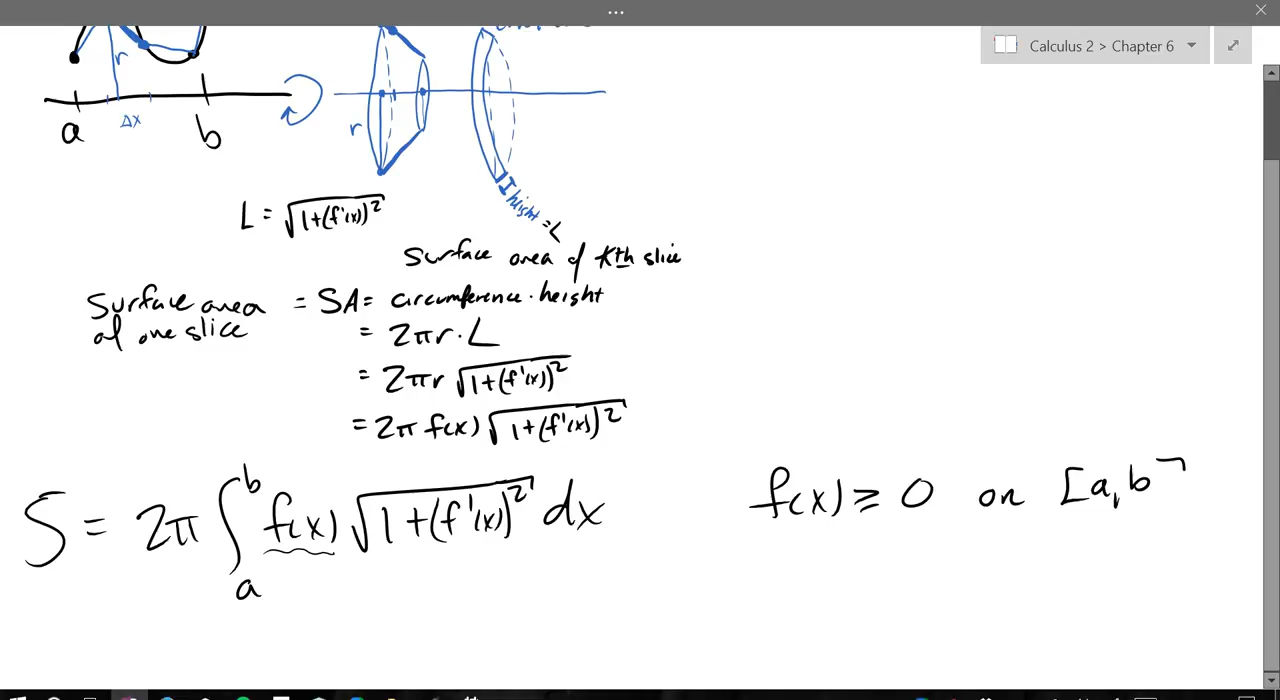 ...
Calculus 2 > Chapter 6
r
a
Δx
b
r
height = L
L = √(1+(f'(x))²)
Surface area of kth slice
Surface area = SA = circumference · height
of one slice
= 2πr · L
= 2πr √(1+(f'(x))²)
= 2π f(x) √(1+(f'(x))²)
S = 2π ∫_a^b f(x) √(1+(f'(x))²) dx
f(x) ≥ 0 on [a, b]